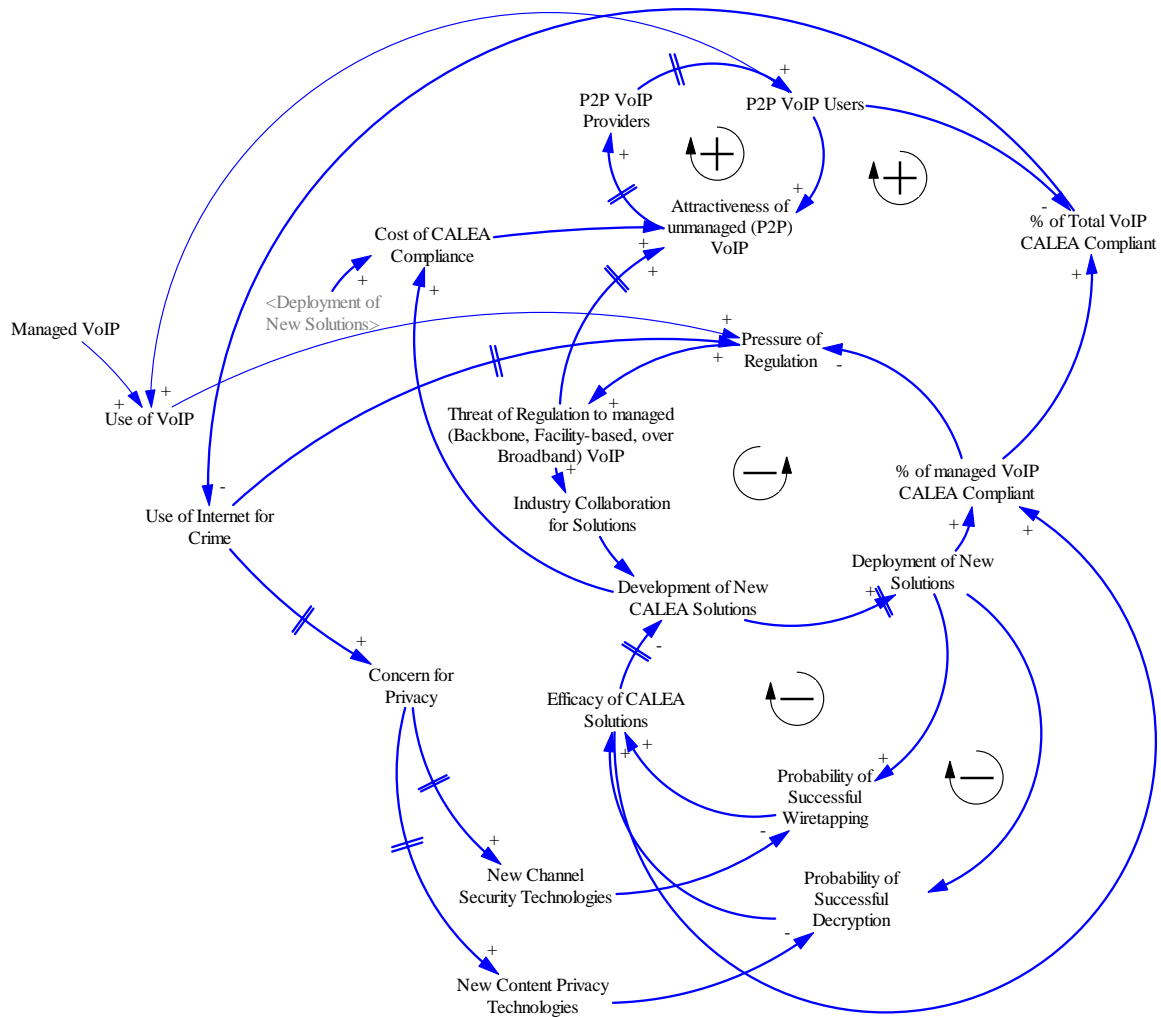 P2P VoIP
Providers
P2P VoIP Users
Attractiveness of
unmanaged (P2P)
VoIP
% of Total VoIP
CALEA Compliant
Cost of CALEA
Compliance
<Deployment of
New Solutions>
Managed VoIP
Use of VoIP
Pressure of
Regulation
Threat of Regulation to managed
(Backbone, Facility-based, over
Broadband) VoIP
% of managed VoIP
CALEA Compliant
Industry Collaboration
for Solutions
Use of Internet for
Crime
Deployment of New
Solutions
Development of New
CALEA Solutions
Concern for
Privacy
Efficacy of CALEA
Solutions
Probability of
Successful
Wiretapping
New Channel
Security Technologies
Probability of
Successful
Decryption
New Content Privacy
Technologies